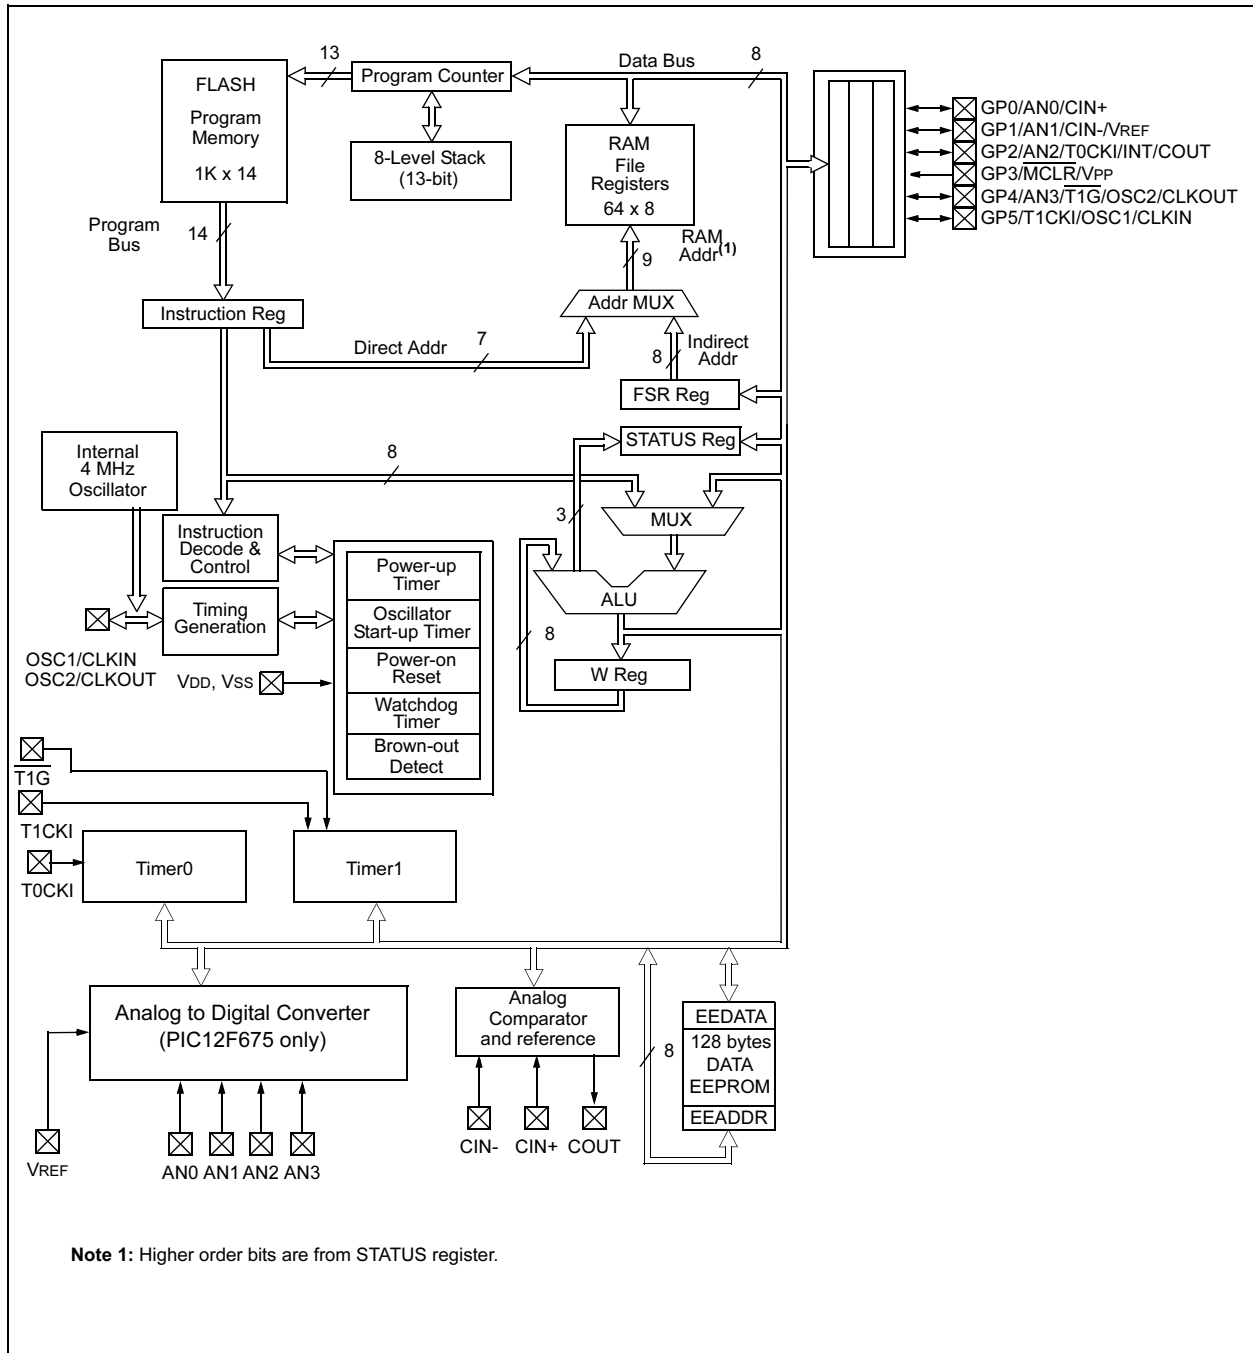 13
Data Bus
8
FLASH
Program
Memory
1K x 14
Program Counter
8-Level Stack
(13-bit)
RAM
File
Registers
64 x 8
GP0/AN0/CIN+
GP1/AN1/CIN-/VREF
GP2/AN2/T0CKI/INT/COUT
GP3/MCLR/VPP
GP4/AN3/T1G/OSC2/CLKOUT
GP5/T1CKI/OSC1/CLKIN
Program
Bus
14
RAM
Addr(1)
9
Addr MUX
Instruction Reg
Direct Addr
7
8
Indirect
Addr
FSR Reg
STATUS Reg
Internal
4 MHz
Oscillator
8
3
MUX
Instruction
Decode &
Control
Power-up
Timer
ALU
Timing
Generation
Oscillator
Start-up Timer
8
OSC1/CLKIN
OSC2/CLKOUT
VDD, VSS
Power-on
Reset
W Reg
Watchdog
Timer
Brown-out
Detect
T1G
T1CKI
T0CKI
Timer0
Timer1
Analog to Digital Converter
(PIC12F675 only)
Analog
Comparator
and reference
EEDATA
128 bytes
DATA
EEPROM
EEADDR
8
VREF
AN0 AN1 AN2 AN3
CIN- CIN+ COUT
Note 1: Higher order bits are from STATUS register.